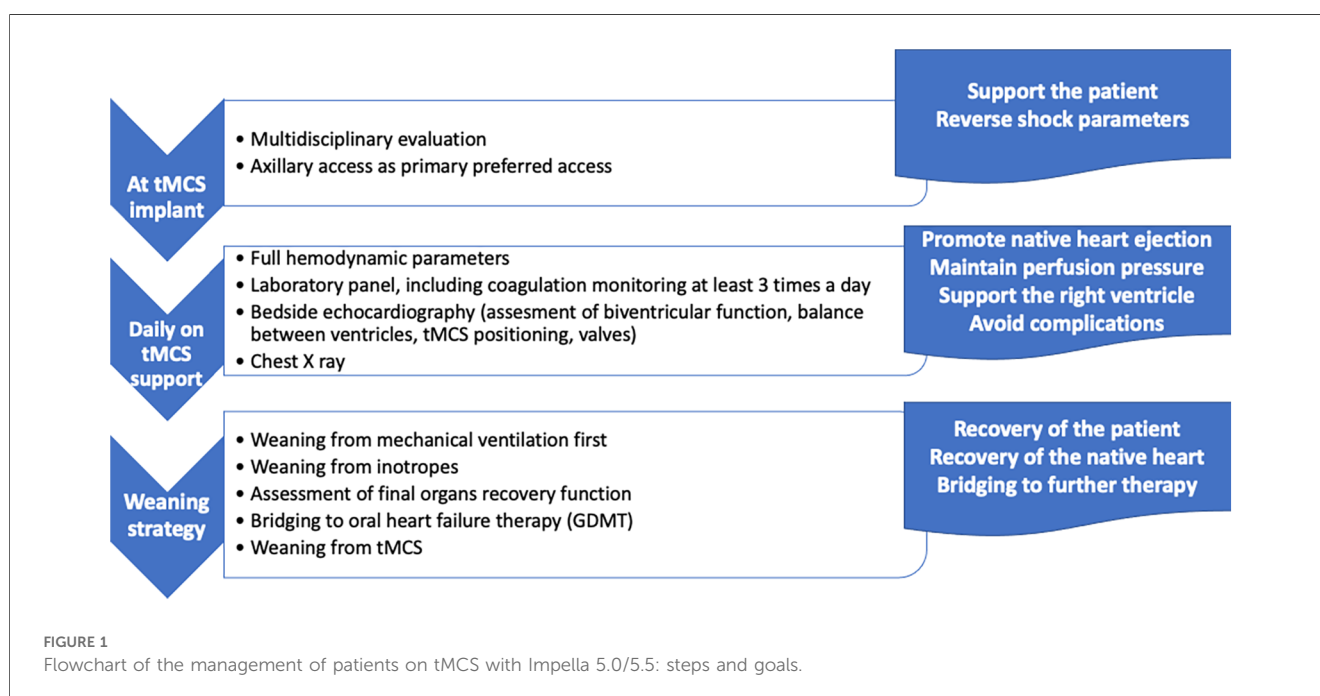 At tMCS
implant
• Multidisciplinary evaluation
• Axillary access as primary preferred access
Support the patient
Reverse shock parameters
Daily on
tMCS
support
• Full hemodynamic parameters
• Laboratory panel, including coagulation monitoring at least 3 times a day
• Bedside echocardiography (assesment of biventricular function, balance
between ventricles, tMCS positioning, valves)
• Chest X ray
Promote native heart ejection
Maintain perfusion pressure
Support the right ventricle
Avoid complications
Weaning
strategy
• Weaning from mechanical ventilation first
• Weaning from inotropes
• Assessment of final organs recovery function
• Bridging to oral heart failure therapy (GDMT)
• Weaning from tMCS
Recovery of the patient
Recovery of the native heart
Bridging to further therapy
FIGURE 1
Flowchart of the management of patients on tMCS with Impella 5.0/5.5: steps and goals.